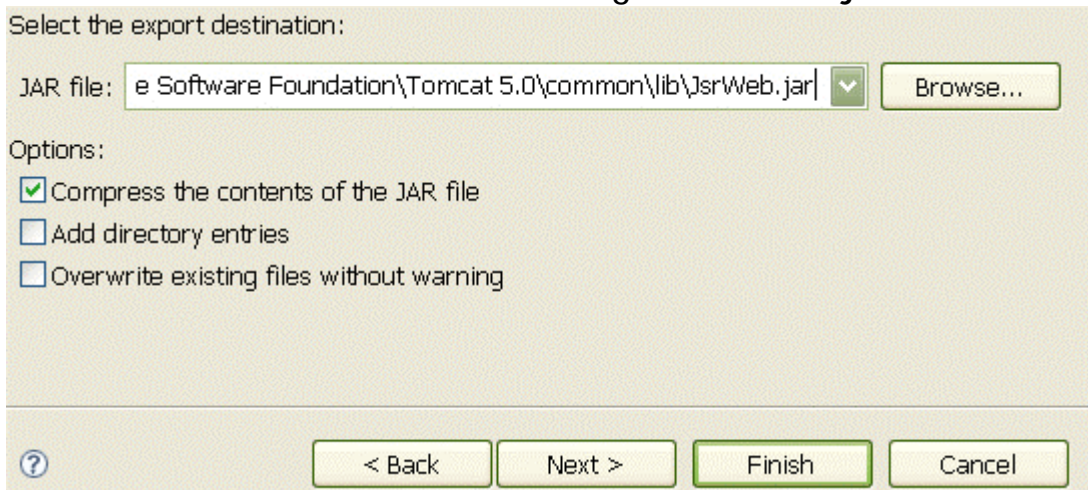 Select the export destination:
JAR file: e Software Foundation\Tomcat 5.0\common\lib\JsrWeb.jar Browse...
Options:
Compress the contents of the JAR file
Add directory entries
Overwrite existing files without warning
? < Back Next > Finish Cancel